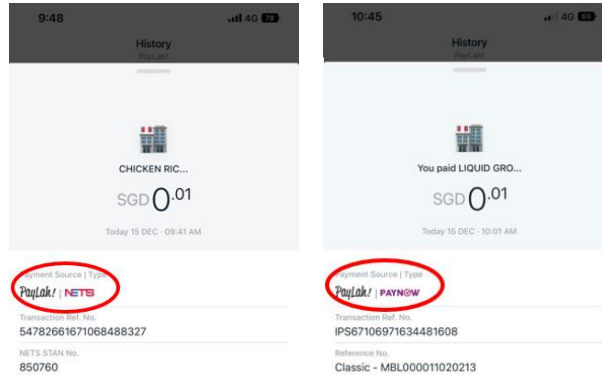 9:48
4G 79
History
PayLah!
CHICKEN RIC...
SGD 0.01
Today 15 DEC - 09:41 AM
Payment Source | Type
PayLah! | NETS
Transaction Ref. No.
54782661671068488327
NETS STAN No.
850760
10:45
4G 65
History
PayLah!
You paid LIQUID GRO...
SGD 0.01
Today 15 DEC - 10:01 AM
Payment Source | Type
PayLah! | PAYNOW
Transaction Ref. No.
IPS67106971634481608
Reference No.
Classic - MBL000011020213